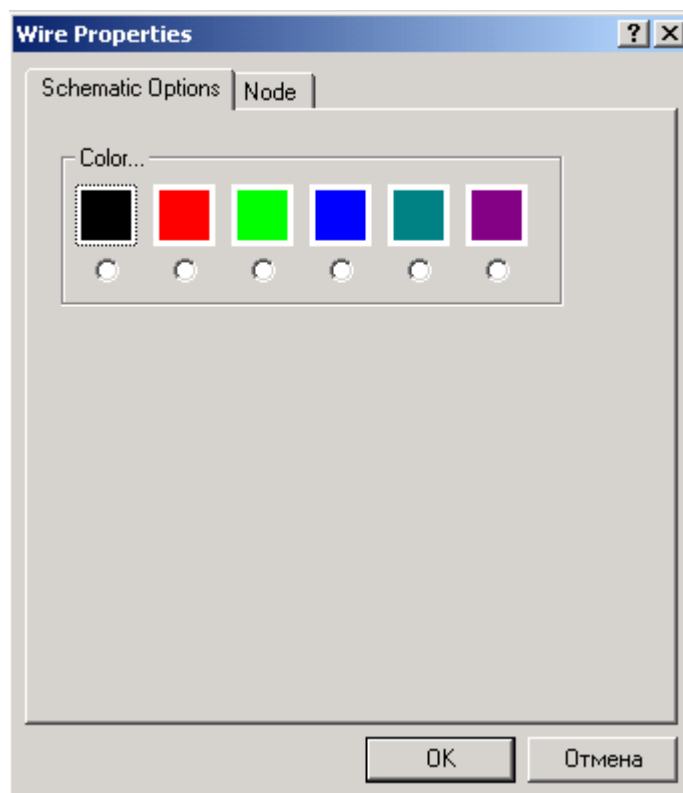 Wire Properties
Schematic Options Node
Color...
OK Отмена